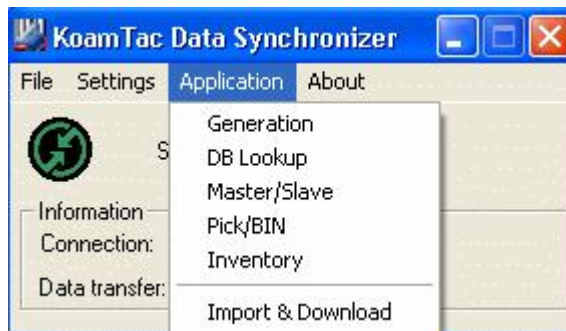 KoamTac Data Synchronizer
File Settings Application About
Generation
S
DB Lookup
Master/Slave
Information
Pick/BIN
Connection:
Inventory
Data transfer:
Import & Download